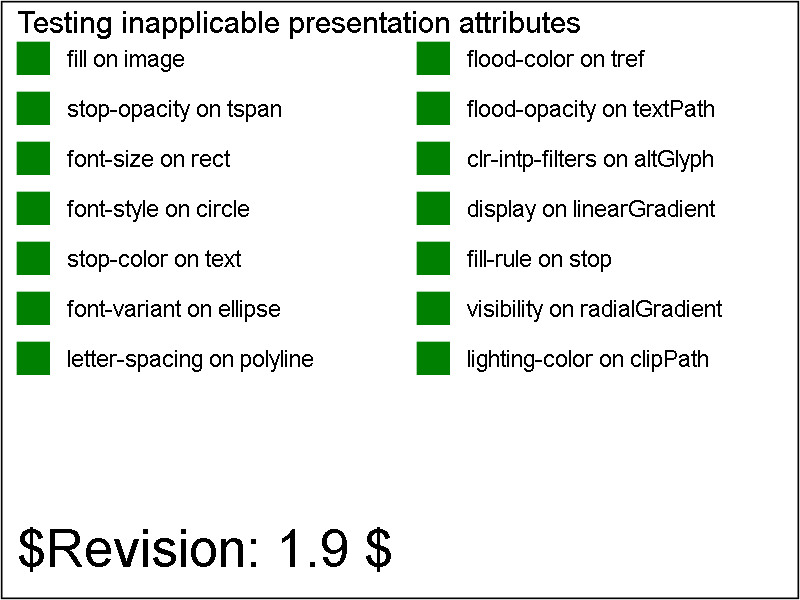 Testing inapplicable presentation attributes
fill on image
stop-opacity on tspan
font-size on rect
font-style on circle
stop-color on text
font-variant on ellipse
letter-spacing on polyline
flood-color on tref
flood-opacity on textPath
clr-intp-filters on altGlyph
display on linearGradient
fill-rule on stop
visibility on radialGradient
lighting-color on clipPath
$Revision: 1.9 $